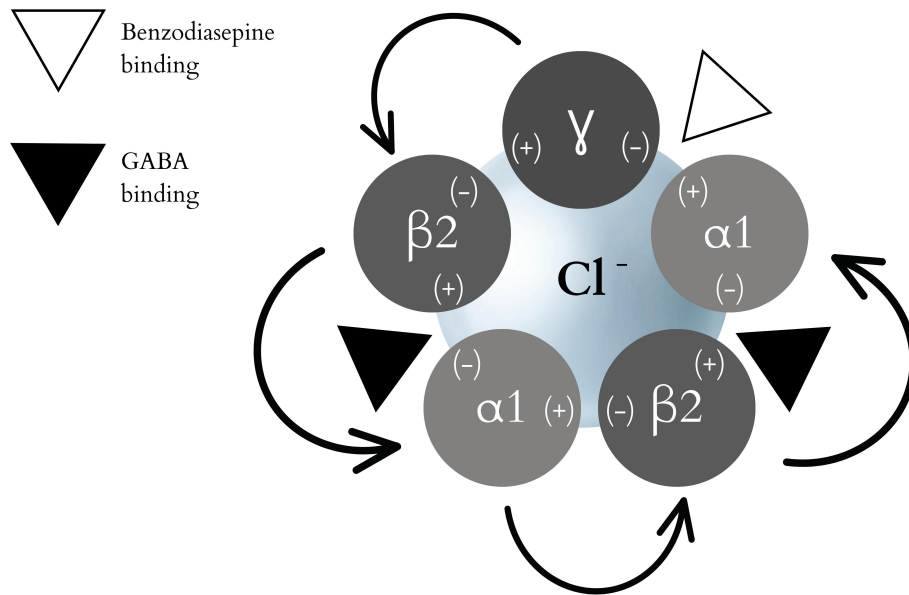 Benzodiasepine
binding
GABA
binding
γ
(+)
(–)
β2
(–)
(+)
α1
(+)
(–)
Cl⁻
α1
(–)
(+)
β2
(–)
(+)